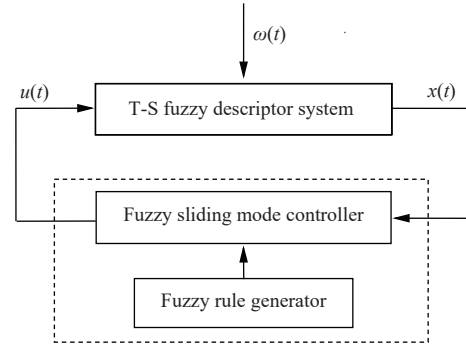 ω(t)
u(t)
T-S fuzzy descriptor system
x(t)
Fuzzy sliding mode controller
Fuzzy rule generator